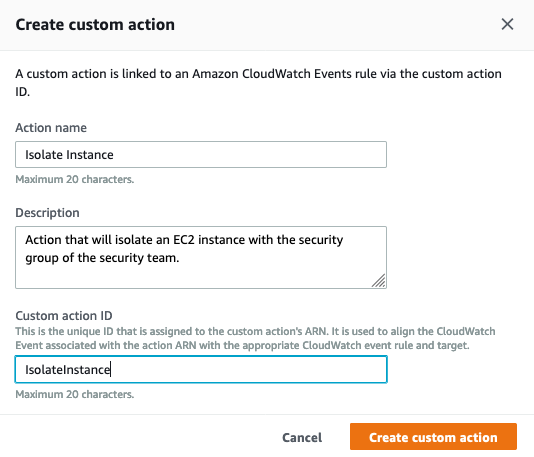 Create custom action
A custom action is linked to an Amazon CloudWatch Events rule via the custom action
ID.
Action name
Isolate Instance
Maximum 20 characters.
Description
Action that will isolate an EC2 instance with the security
group of the security team.
Custom action ID
This is the unique ID that is assigned to the custom action's ARN. It is used to align the CloudWatch
Event associated with the action ARN with the appropriate CloudWatch event rule and target.
IsolateInstance
Maximum 20 characters.
Cancel Create custom action